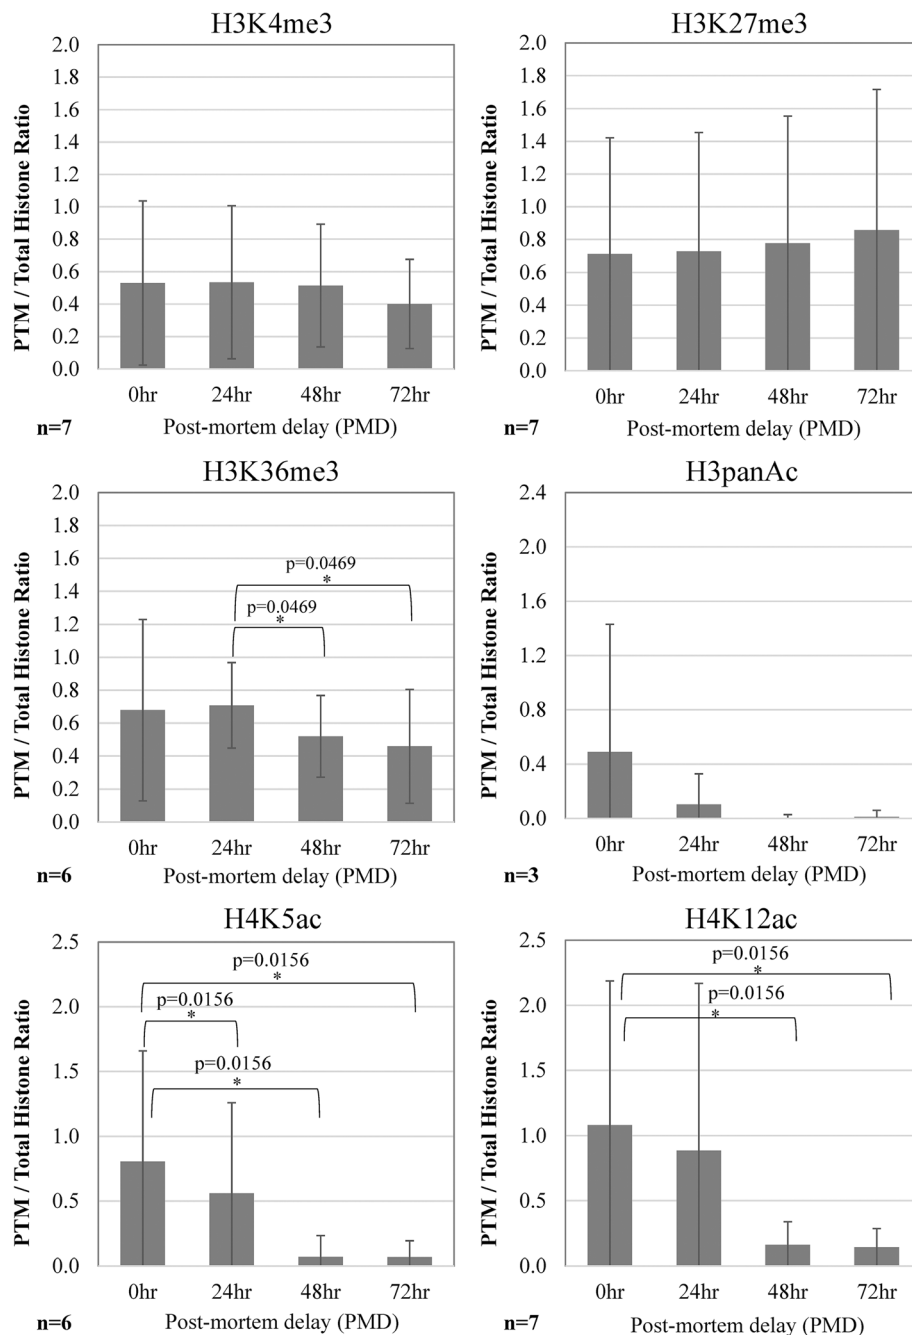 H3K4me3
PTM / Total Histone Ratio
2.0
1.8
1.6
1.4
1.2
1.0
0.8
0.6
0.4
0.2
0.0
0hr 24hr 48hr 72hr
n=7 Post-mortem delay (PMD)
H3K27me3
PTM / Total Histone Ratio
2.0
1.8
1.6
1.4
1.2
1.0
0.8
0.6
0.4
0.2
0.0
0hr 24hr 48hr 72hr
n=7 Post-mortem delay (PMD)
H3K36me3
PTM / Total Histone Ratio
2.0
1.8
1.6
1.4
1.2
1.0
0.8
0.6
0.4
0.2
0.0
p=0.0469
*
p=0.0469
*
0hr 24hr 48hr 72hr
n=6 Post-mortem delay (PMD)
H3panAc
PTM / Total Histone Ratio
2.4
2.0
1.6
1.2
0.8
0.4
0.0
0hr 24hr 48hr 72hr
n=3 Post-mortem delay (PMD)
H4K5ac
PTM / Total Histone Ratio
2.5
2.0
1.5
1.0
0.5
0.0
p=0.0156
*
p=0.0156
*
p=0.0156
*
0hr 24hr 48hr 72hr
n=6 Post-mortem delay (PMD)
H4K12ac
PTM / Total Histone Ratio
2.5
2.0
1.5
1.0
0.5
0.0
p=0.0156
*
p=0.0156
*
0hr 24hr 48hr 72hr
n=7 Post-mortem delay (PMD)